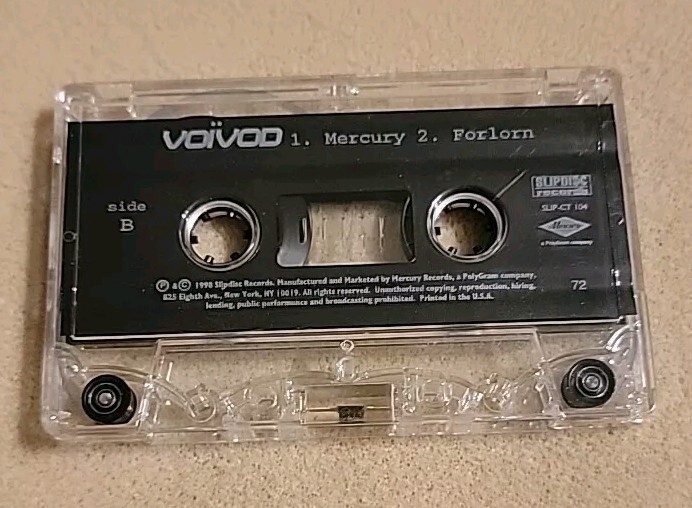 VOÏVOD 1. Mercury 2. Forlorn
side
B
SLIPDISC
records
SLIP-CT 104
Mercury
a PolyGram company
℗ & © 1998 Slipdisc Records. Manufactured and Marketed by Mercury Records, a PolyGram company,
825 Eighth Ave., New York, NY 10019. All rights reserved. Unauthorized copying, reproduction, hiring,
lending, public performance and broadcasting prohibited. Printed in the U.S.A.
72